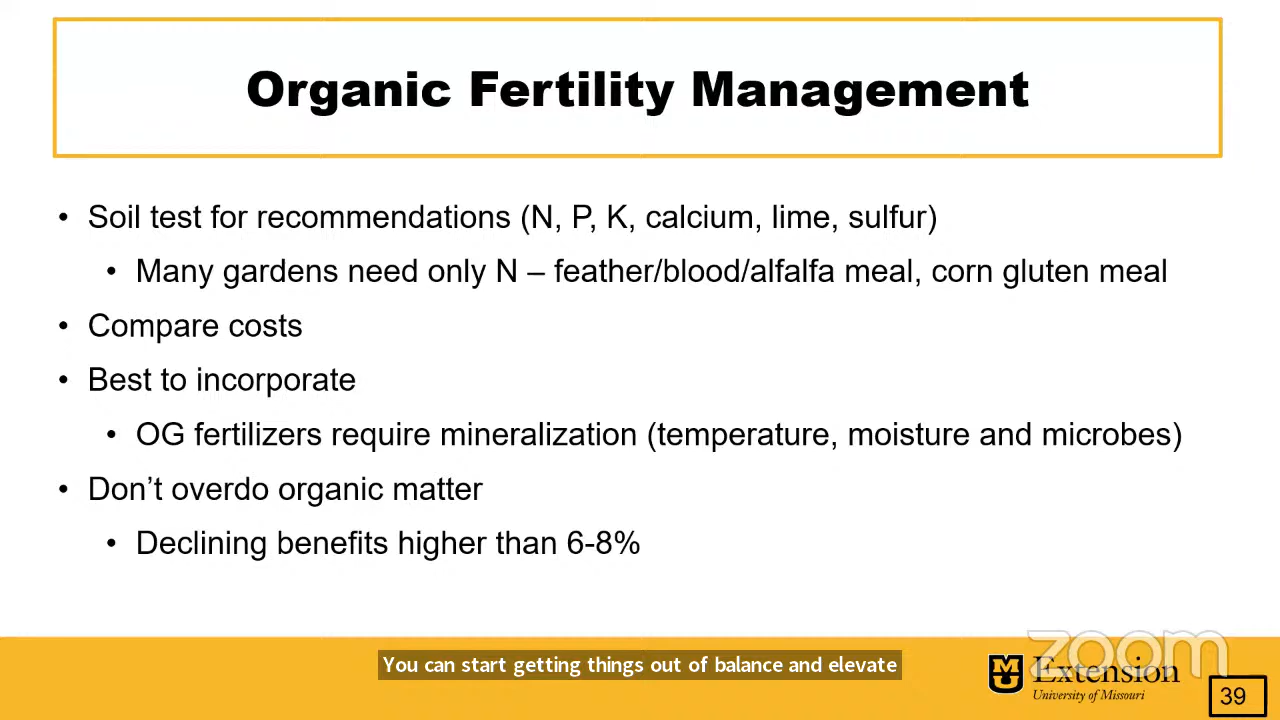 Organic Fertility Management
• Soil test for recommendations (N, P, K, calcium, lime, sulfur)
• Many gardens need only N – feather/blood/alfalfa meal, corn gluten meal
• Compare costs
• Best to incorporate
• OG fertilizers require mineralization (temperature, moisture and microbes)
• Don’t overdo organic matter
• Declining benefits higher than 6-8%
You can start getting things out of balance and elevate
zoom
MU Extension
University of Missouri
39